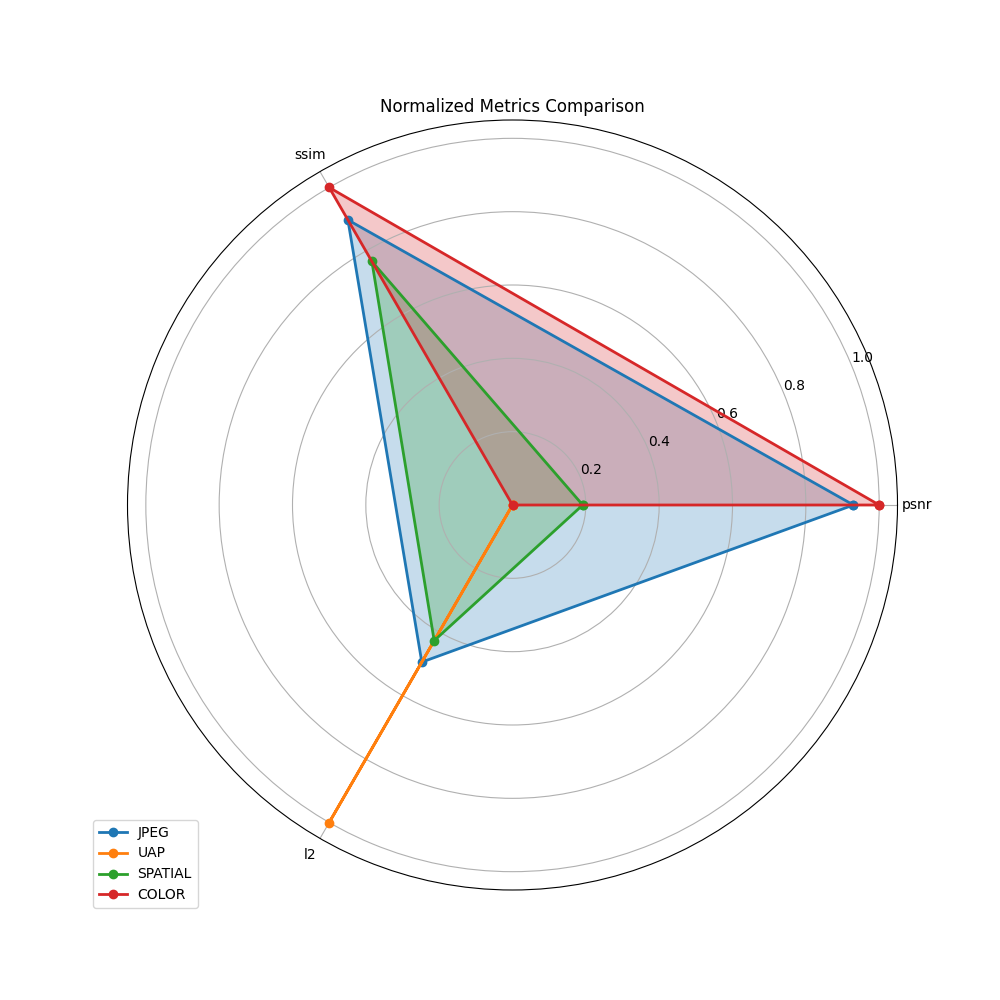 Normalized Metrics Comparison
ssim
1.0
0.8
0.6
0.4
0.2
psnr
l2
JPEG
UAP
SPATIAL
COLOR